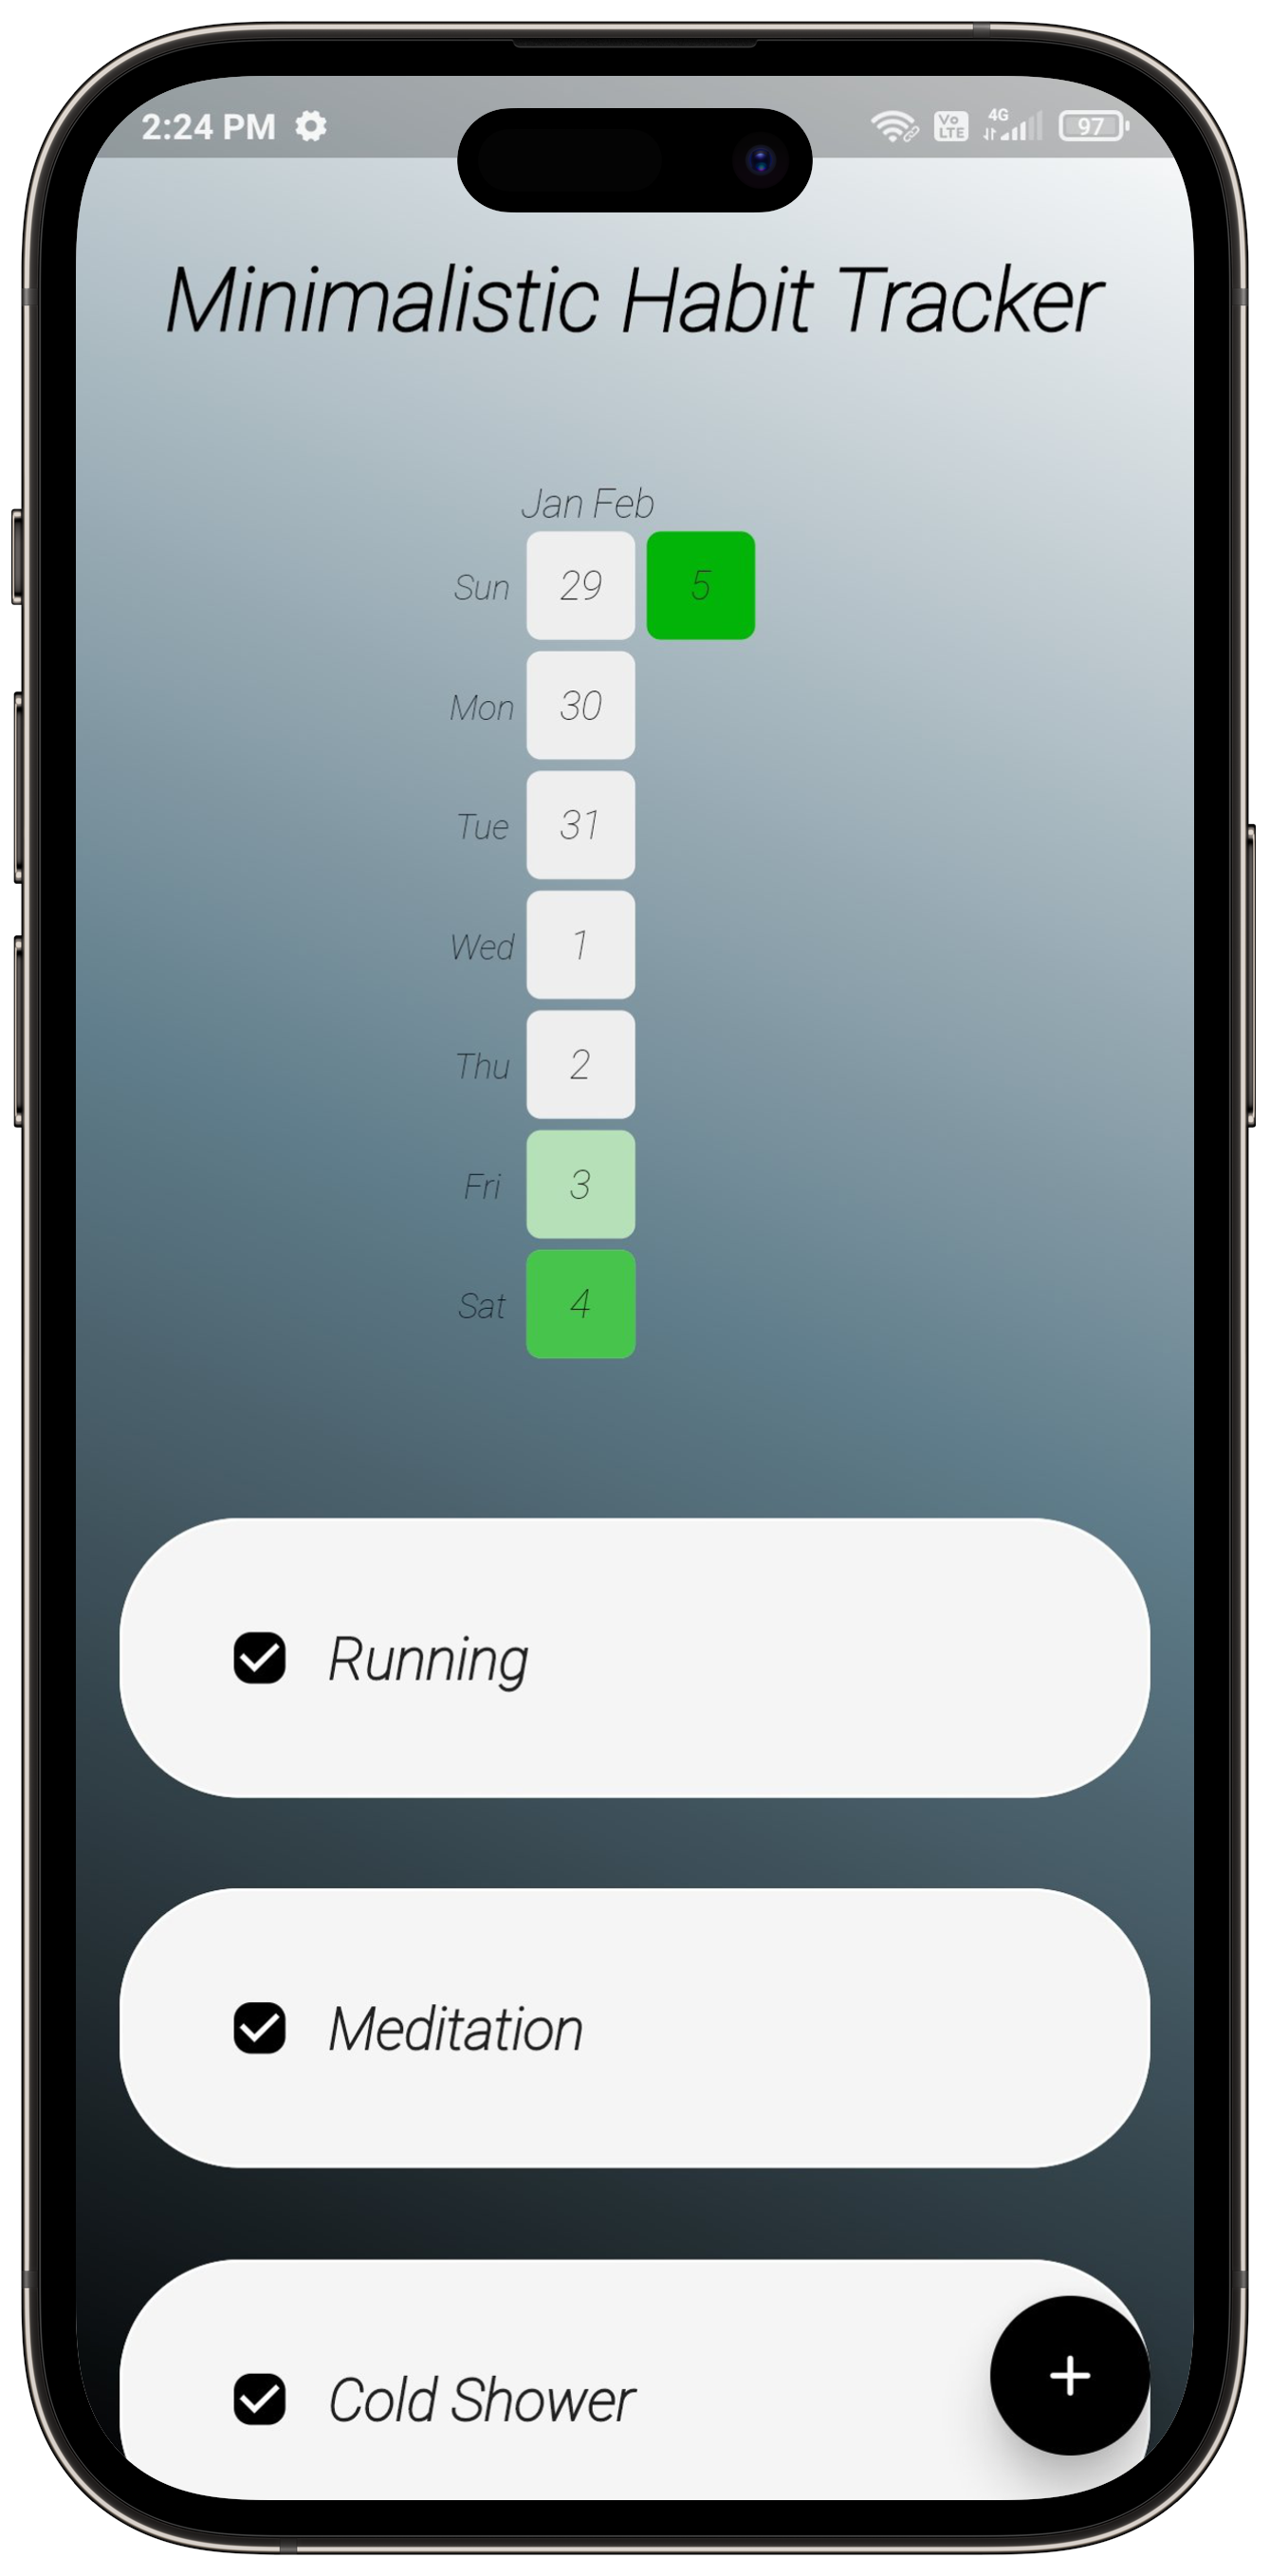 2:24 PM Vo LTE 4G 97
Minimalistic Habit Tracker
Jan Feb
Sun 29 5
Mon 30
Tue 31
Wed 1
Thu 2
Fri 3
Sat 4
Running
Meditation
Cold Shower
+